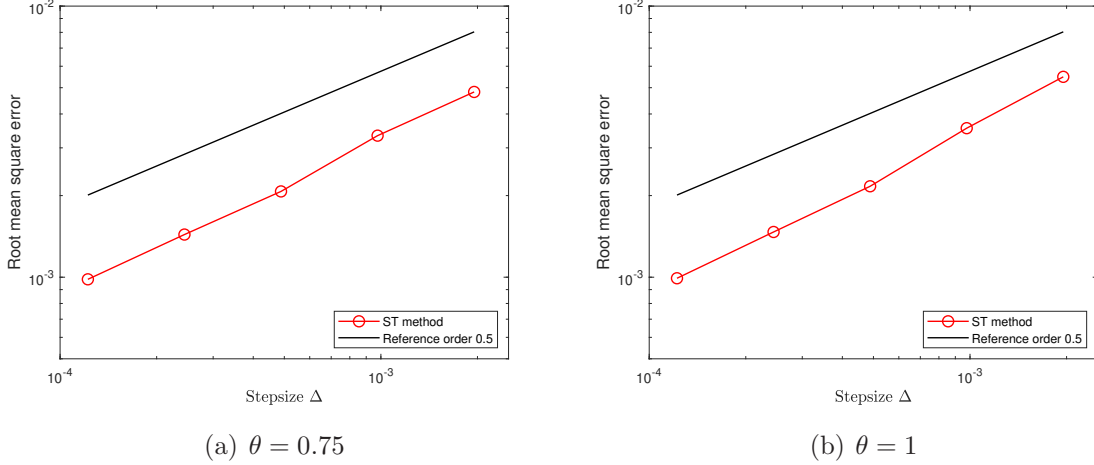 10⁻²
Root mean square error
10⁻³
ST method
Reference order 0.5
10⁻⁴
10⁻³
Stepsize Δ
(a) θ = 0.75
10⁻²
Root mean square error
10⁻³
ST method
Reference order 0.5
10⁻⁴
10⁻³
Stepsize Δ
(b) θ = 1